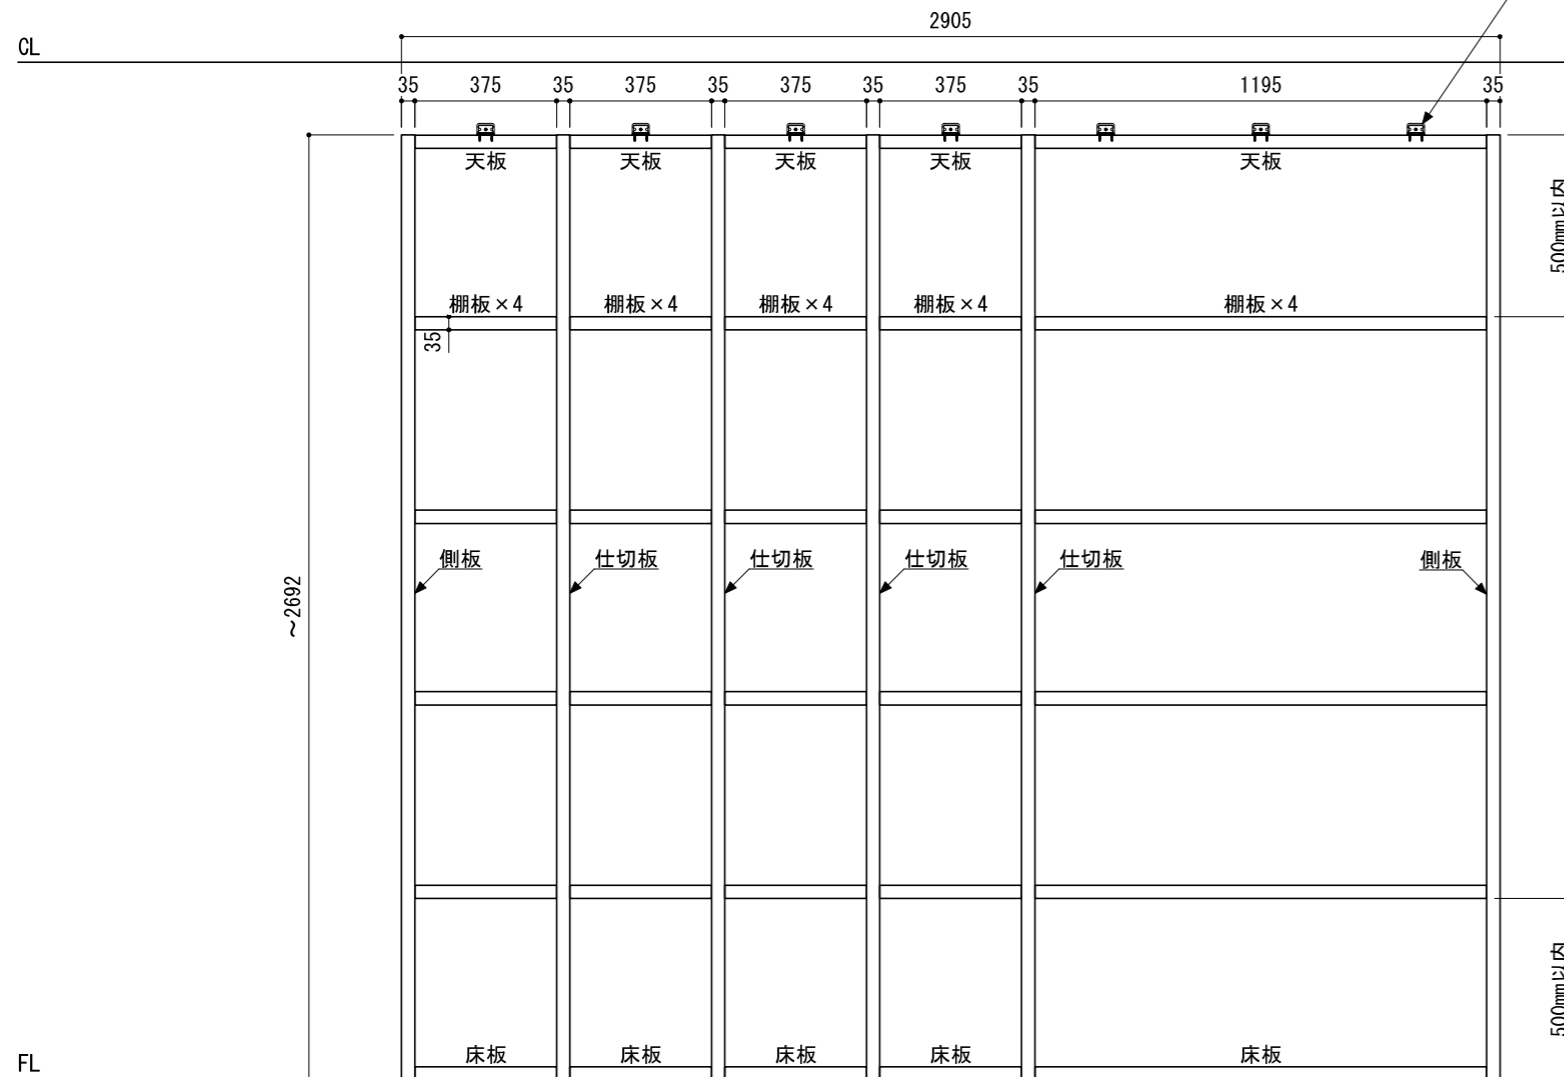 2905
CL
35 375 35 375 35 375 35 375 35 1195 35
天板 天板 天板 天板 天板
500mm以内
棚板×4 棚板×4 棚板×4 棚板×4 棚板×4
35
側板 仕切板 仕切板 仕切板 仕切板 側板
～2692
500mm以内
床板 床板 床板 床板 床板
FL